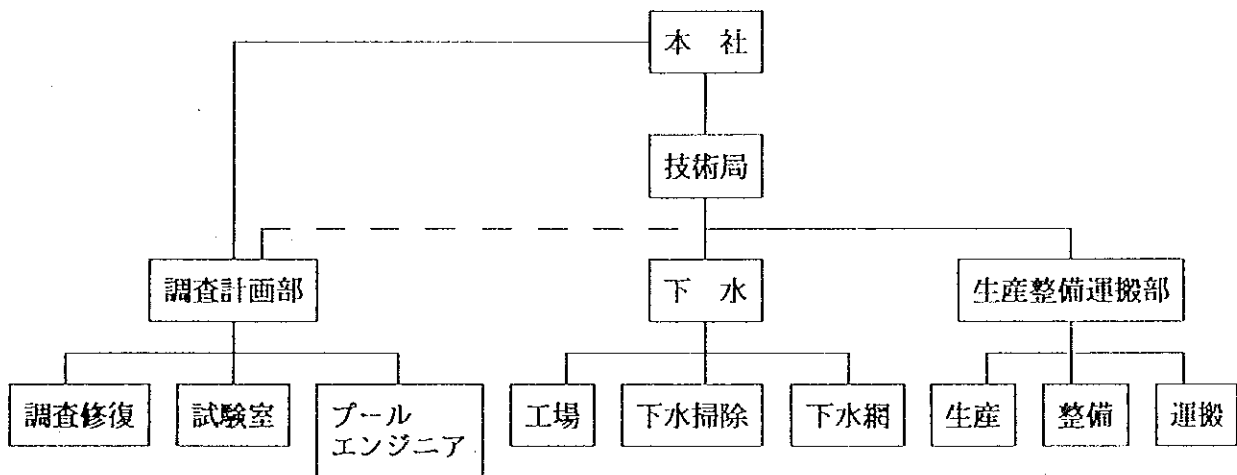 本 社
技術局
調査計画部
下 水
生産整備運搬部
調査修復
試験室
プール
エンジニア
工場
下水掃除
下水網
生産
整備
運搬